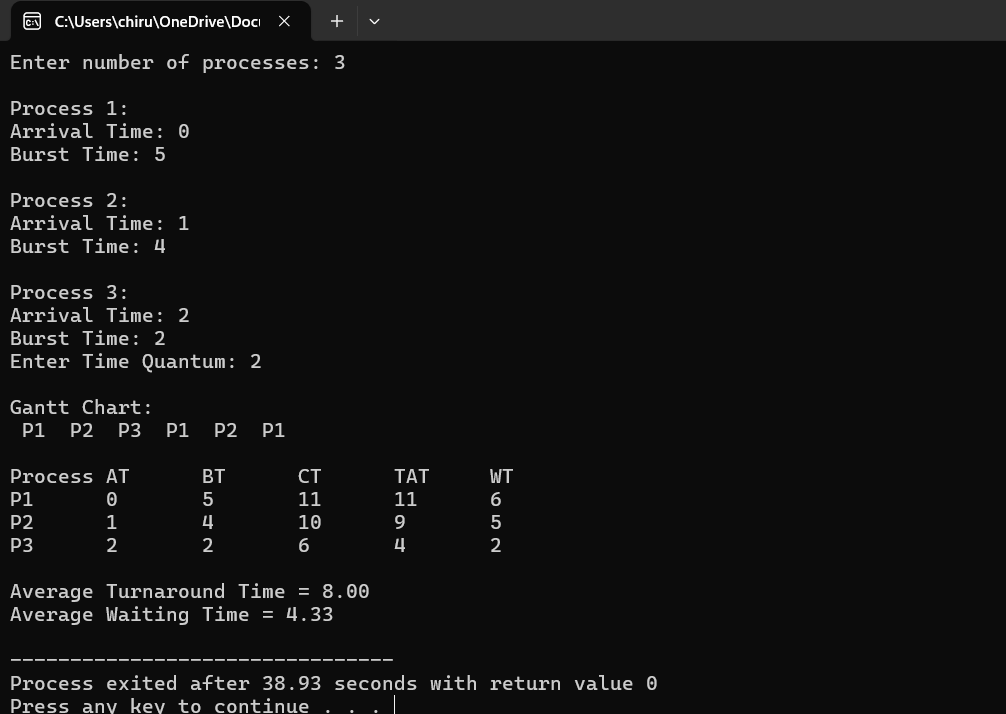 C:\Users\chiru\OneDrive\Docu
Enter number of processes: 3
Process 1:
Arrival Time: 0
Burst Time: 5
Process 2:
Arrival Time: 1
Burst Time: 4
Process 3:
Arrival Time: 2
Burst Time: 2
Enter Time Quantum: 2
Gantt Chart:
P1 P2 P3 P1 P2 P1
Process AT BT CT TAT WT
P1 0 5 11 11 6
P2 1 4 10 9 5
P3 2 2 6 4 2
Average Turnaround Time = 8.00
Average Waiting Time = 4.33
--------------------------------
Process exited after 38.93 seconds with return value 0
Press any key to continue . . .